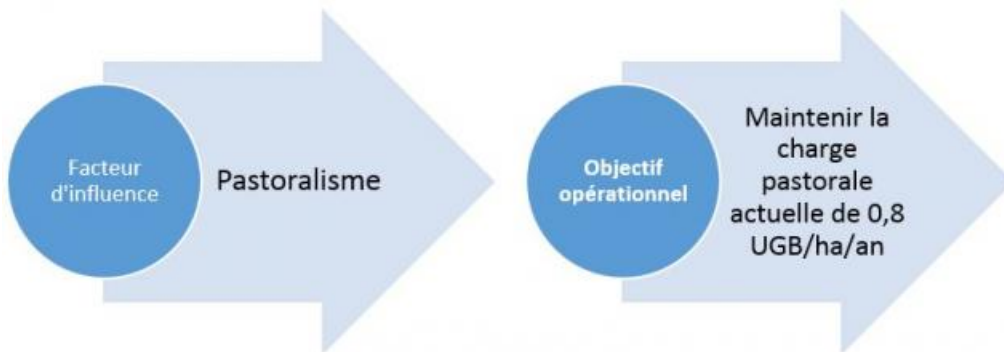 Facteur
d'influence
Pastoralisme
Objectif
opérationnel
Maintenir la
charge
pastorale
actuelle de 0,8
UGB/ha/an